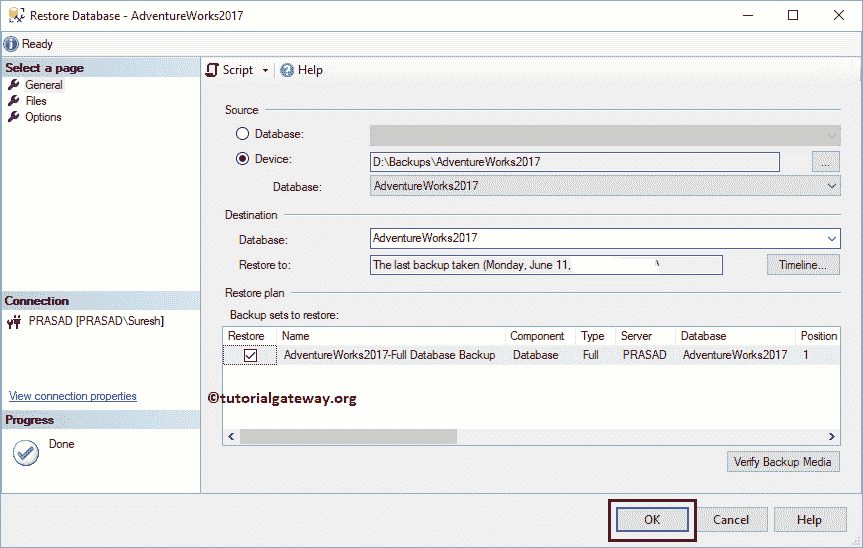 Restore Database - AdventureWorks2017
Ready
Select a page
General
Files
Options
Script
Help
Source
Database:
Device:
D:\Backups\AdventureWorks2017
...
Database:
AdventureWorks2017
Destination
Database:
AdventureWorks2017
Restore to:
The last backup taken (Monday, June 11,
Timeline...
Restore plan
Backup sets to restore:
Restore Name Component Type Server Database Position
AdventureWorks2017-Full Database Backup Database Full PRASAD AdventureWorks2017 1
Connection
PRASAD [PRASAD\Suresh]
View connection properties
©tutorialgateway.org
Progress
Done
Verify Backup Media
OK
Cancel
Help